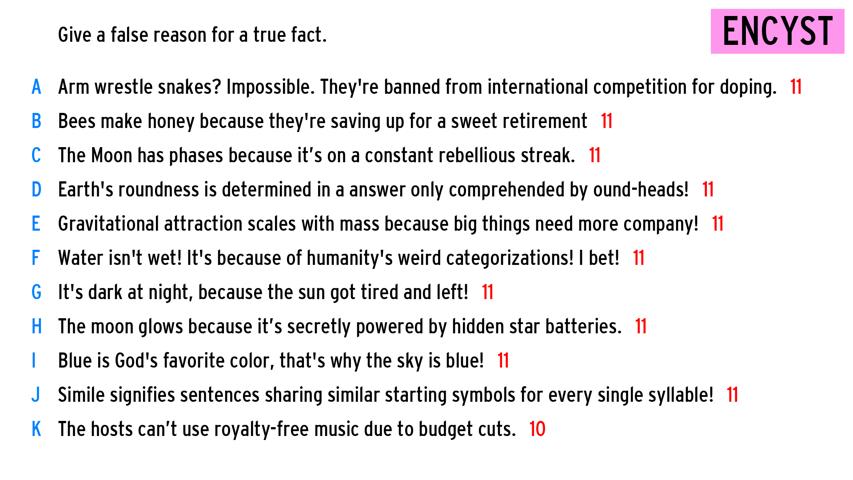 Give a false reason for a true fact.
ENCYST
A Arm wrestle snakes? Impossible. They're banned from international competition for doping. 11
B Bees make honey because they're saving up for a sweet retirement 11
C The Moon has phases because it’s on a constant rebellious streak. 11
D Earth's roundness is determined in a answer only comprehended by ound-heads! 11
E Gravitational attraction scales with mass because big things need more company! 11
F Water isn't wet! It's because of humanity's weird categorizations! I bet! 11
G It's dark at night, because the sun got tired and left! 11
H The moon glows because it’s secretly powered by hidden star batteries. 11
I Blue is God's favorite color, that's why the sky is blue! 11
J Simile signifies sentences sharing similar starting symbols for every single syllable! 11
K The hosts can’t use royalty-free music due to budget cuts. 10